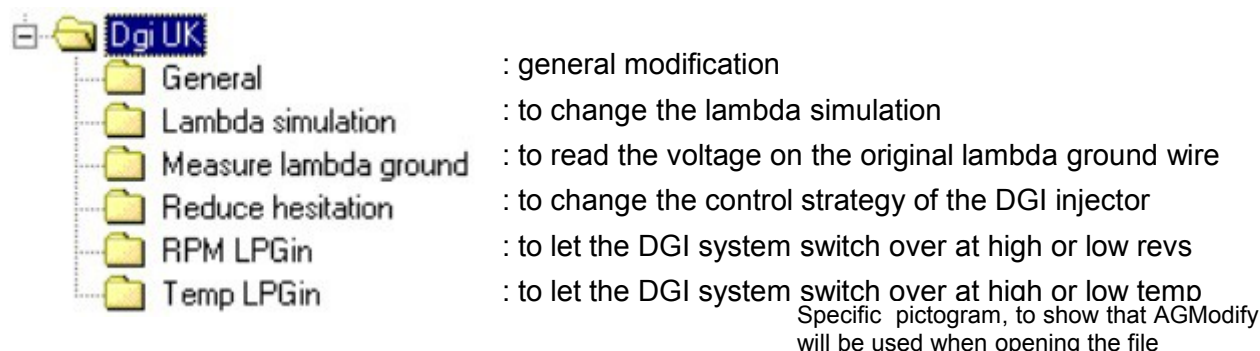 Dgi UK
General : general modification
Lambda simulation : to change the lambda simulation
Measure lambda ground : to read the voltage on the original lambda ground wire
Reduce hesitation : to change the control strategy of the DGI injector
RPM LPGin : to let the DGI system switch over at high or low revs
Temp LPGin : to let the DGI system switch over at high or low temp
Specific pictogram, to show that AGModify
will be used when opening the file